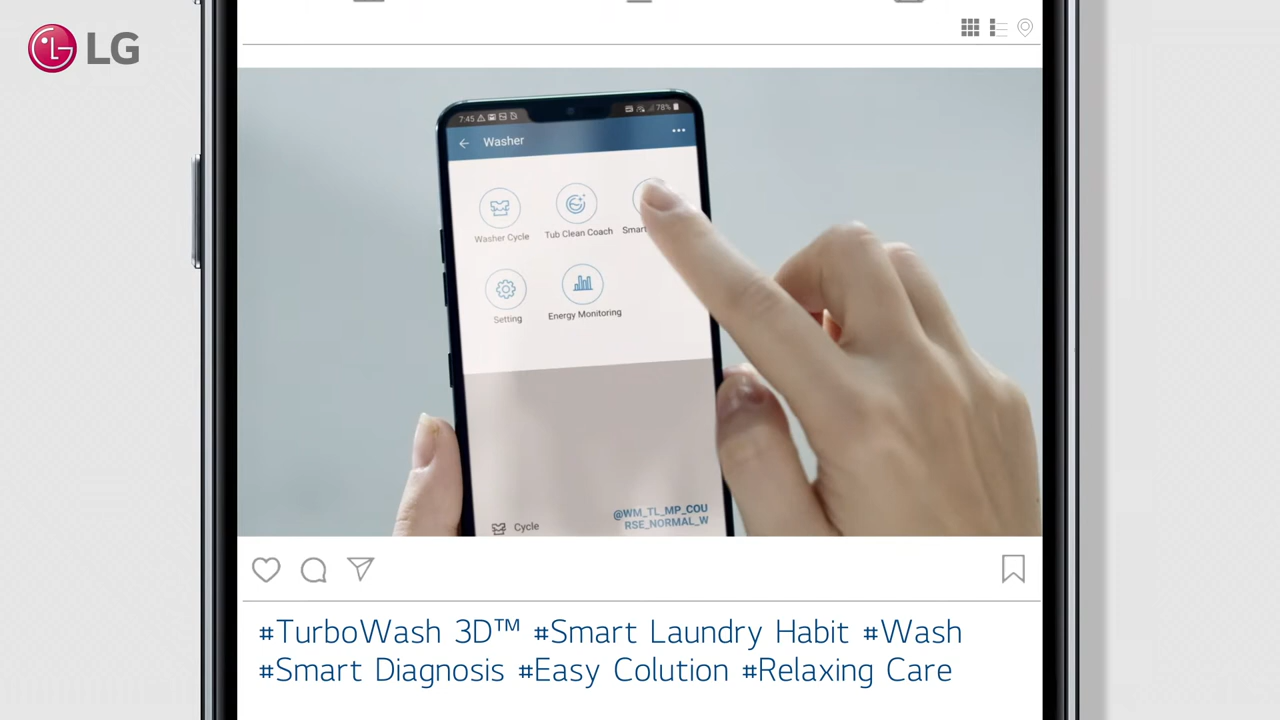 LG
7:45
78%
Washer
Washer Cycle
Tub Clean Coach
Smart
Setting
Energy Monitoring
Cycle
@WM_TL_MP_COU
RSE_NORMAL_W
#TurboWash 3D™ #Smart Laundry Habit #Wash
#Smart Diagnosis #Easy Colution #Relaxing Care